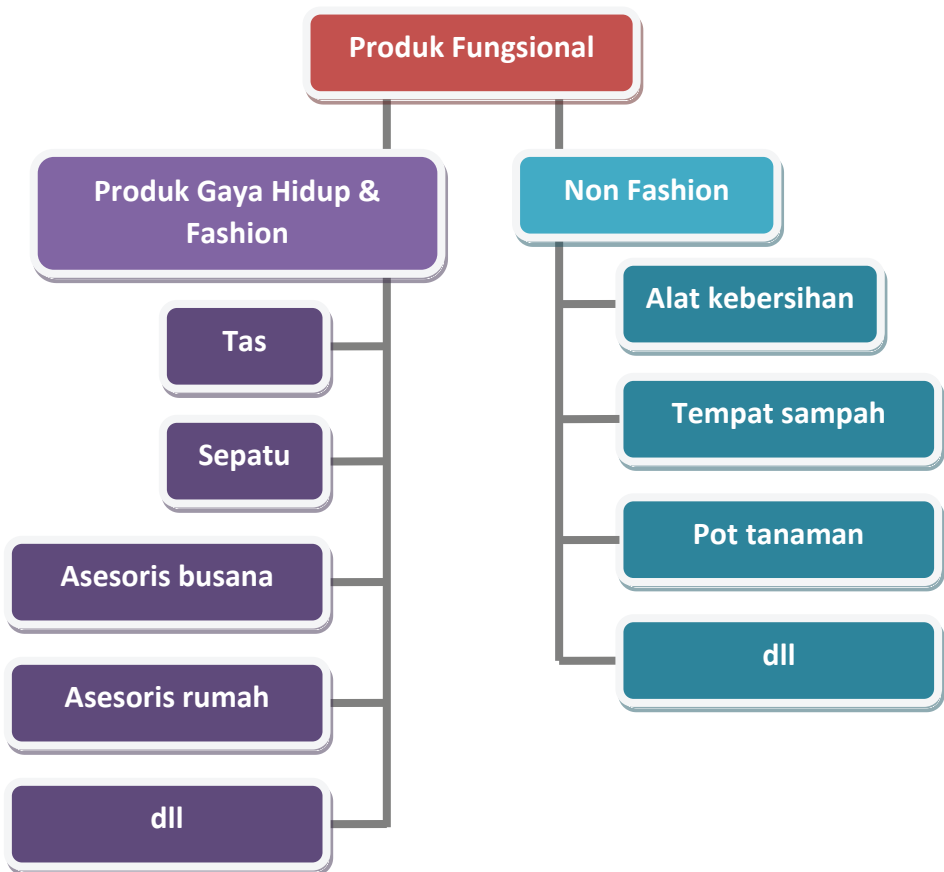 Produk Fungsional
Produk Gaya Hidup &
Fashion
Tas
Sepatu
Asesoris busana
Asesoris rumah
dll
Non Fashion
Alat kebersihan
Tempat sampah
Pot tanaman
dll